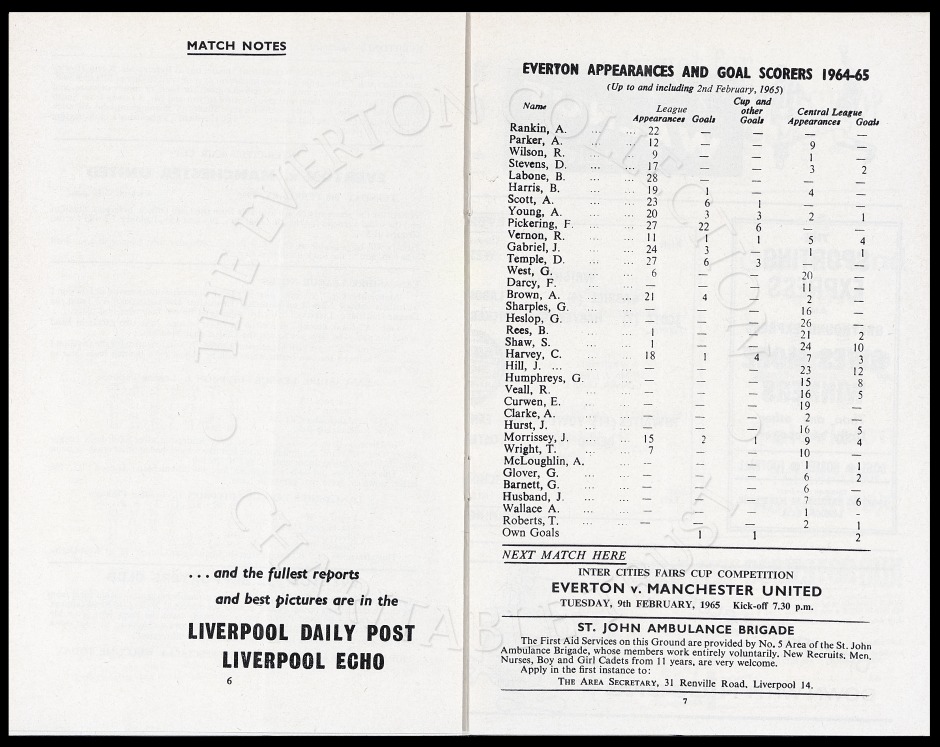 MATCH NOTES
... and the fullest reports
and best pictures are in the
LIVERPOOL DAILY POST
LIVERPOOL ECHO
6
EVERTON APPEARANCES AND GOAL SCORERS 1964-65
(Up to and including 2nd February, 1965)
Name League Appearances Goals Cup and other Goals Central League Appearances Goals
Rankin, A. ... ... 22 — — — —
Parker, A. ... ... 12 — — 9 —
Wilson, R. ... ... 9 — — 1 —
Stevens, D. ... ... 17 — — 3 2
Labone, B. ... ... 28 — — — —
Harris, B. ... ... 19 1 — 4 —
Scott, A. ... ... 23 6 1 — —
Young, A. ... ... 20 3 3 2 1
Pickering, F. ... ... 27 22 6 — —
Vernon, R. ... ... 11 1 1 5 4
Gabriel, J. ... ... 24 3 — 1 1
Temple, D. ... ... 27 6 3 — —
West, G. ... ... 6 — — 20 —
Darcy, F. ... ... — — — 11 —
Brown, A. ... ... 21 4 — 2 —
Sharples, G. ... ... — — — 16 —
Heslop, G. ... ... — — — 26 —
Rees, B. ... ... 1 — — 21 2
Shaw, S. ... ... 1 — — 24 10
Harvey, C. ... ... 18 1 4 7 3
Hill, J. ... ... ... — — — 23 12
Humphreys, G. ... — — — 15 8
Veall, R. ... ... — — — 16 5
Curwen, E. ... ... — — — 19 —
Clarke, A. ... ... — — — 2 —
Hurst, J. ... ... — — — 16 5
Morrissey, J. ... ... 15 2 1 9 4
Wright, T. ... ... 7 — — 10 —
McLoughlin, A. ... — — — 1 1
Glover, G. ... ... — — — 6 2
Barnett, G. ... ... — — — 6 —
Husband, J. ... ... — — — 7 6
Wallace A. ... ... — — — 1 -
Roberts, T. ... ... — — — 2 1
Own Goals 1 1 2
NEXT MATCH HERE
INTER CITIES FAIRS CUP COMPETITION
EVERTON v. MANCHESTER UNITED
TUESDAY, 9th FEBRUARY, 1965 Kick-off 7.30 p.m.
ST. JOHN AMBULANCE BRIGADE
The First Aid Services on this Ground are provided by No. 5 Area of the St. John
Ambulance Brigade, whose members work entirely voluntarily. New Recruits, Men,
Nurses, Boy and Girl Cadets from 11 years, are very welcome.
Apply in the first instance to:
THE AREA SECRETARY, 31 Renville Road, Liverpool 14.
7
© THE EVERTON COLLECTION
CHARITABLE TRUST